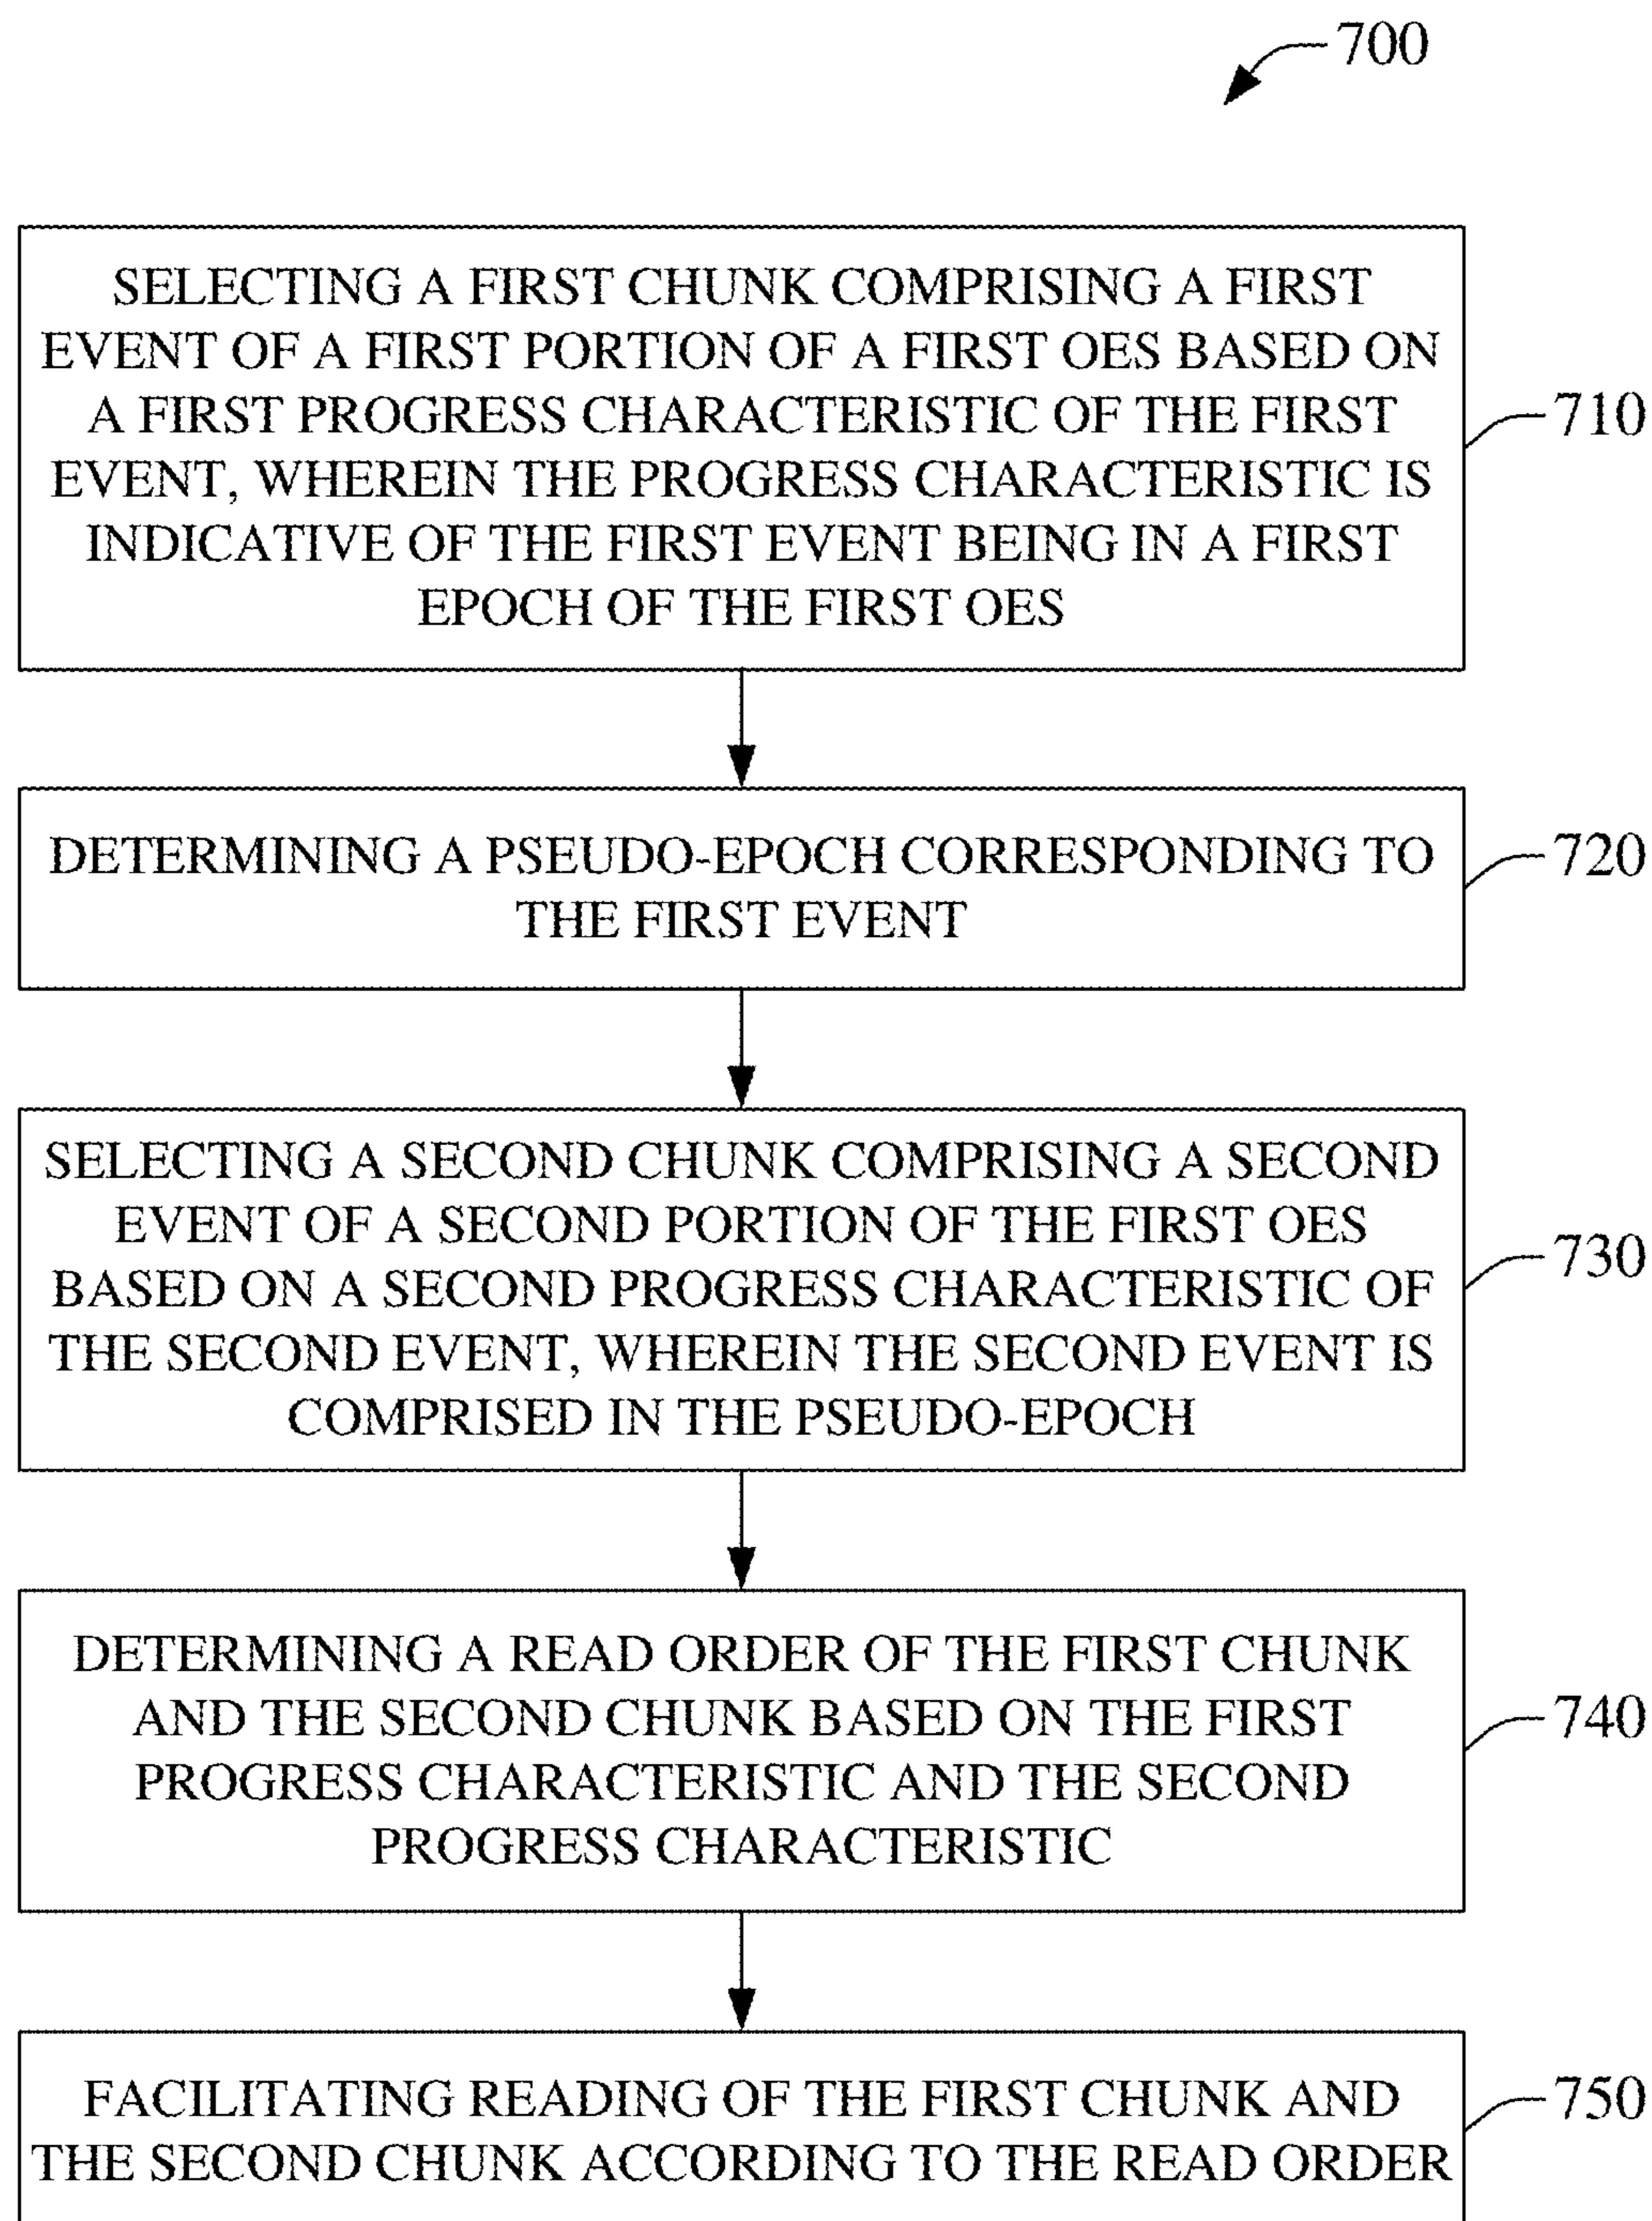 700
SELECTING A FIRST CHUNK COMPRISING A FIRST
EVENT OF A FIRST PORTION OF A FIRST OES BASED ON
A FIRST PROGRESS CHARACTERISTIC OF THE FIRST
EVENT, WHEREIN THE PROGRESS CHARACTERISTIC IS
INDICATIVE OF THE FIRST EVENT BEING IN A FIRST
EPOCH OF THE FIRST OES
710
DETERMINING A PSEUDO-EPOCH CORRESPONDING TO
THE FIRST EVENT
720
SELECTING A SECOND CHUNK COMPRISING A SECOND
EVENT OF A SECOND PORTION OF THE FIRST OES
BASED ON A SECOND PROGRESS CHARACTERISTIC OF
THE SECOND EVENT, WHEREIN THE SECOND EVENT IS
COMPRISED IN THE PSEUDO-EPOCH
730
DETERMINING A READ ORDER OF THE FIRST CHUNK
AND THE SECOND CHUNK BASED ON THE FIRST
PROGRESS CHARACTERISTIC AND THE SECOND
PROGRESS CHARACTERISTIC
740
FACILITATING READING OF THE FIRST CHUNK AND
THE SECOND CHUNK ACCORDING TO THE READ ORDER
750